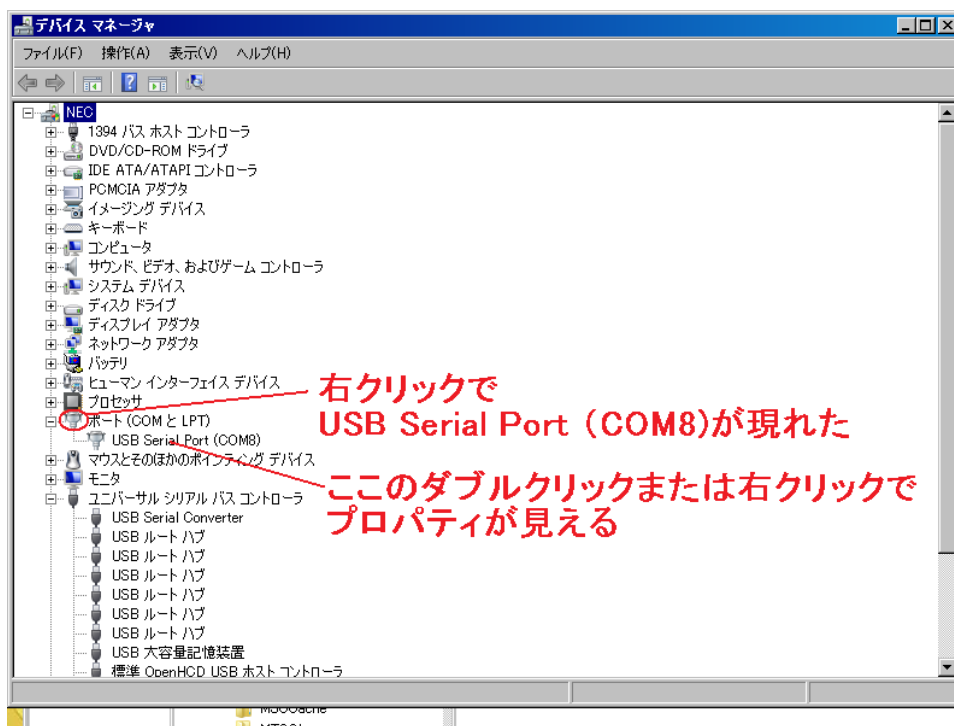 デバイス マネージャ
ファイル(F) 操作(A) 表示(V) ヘルプ(H)
NEC
1394 バス ホスト コントローラ
DVD/CD-ROM ドライブ
IDE ATA/ATAPI コントローラ
PCMCIA アダプタ
イメージング デバイス
キーボード
コンピュータ
サウンド、ビデオ、およびゲーム コントローラ
システム デバイス
ディスク ドライブ
ディスプレイ アダプタ
ネットワーク アダプタ
バッテリ
ヒューマン インターフェイス デバイス
プロセッサ
ポート (COM と LPT)
USB Serial Port (COM8)
マウスとそのほかのポインティング デバイス
モニタ
ユニバーサル シリアル バス コントローラ
USB Serial Converter
USB ルート ハブ
USB ルート ハブ
USB ルート ハブ
USB ルート ハブ
USB ルート ハブ
USB ルート ハブ
USB 大容量記憶装置
標準 OpenHCD USB ホスト コントローラ
右クリックで
USB Serial Port (COM8)が現れた
ここのダブルクリックまたは右クリックで
プロパティが見える